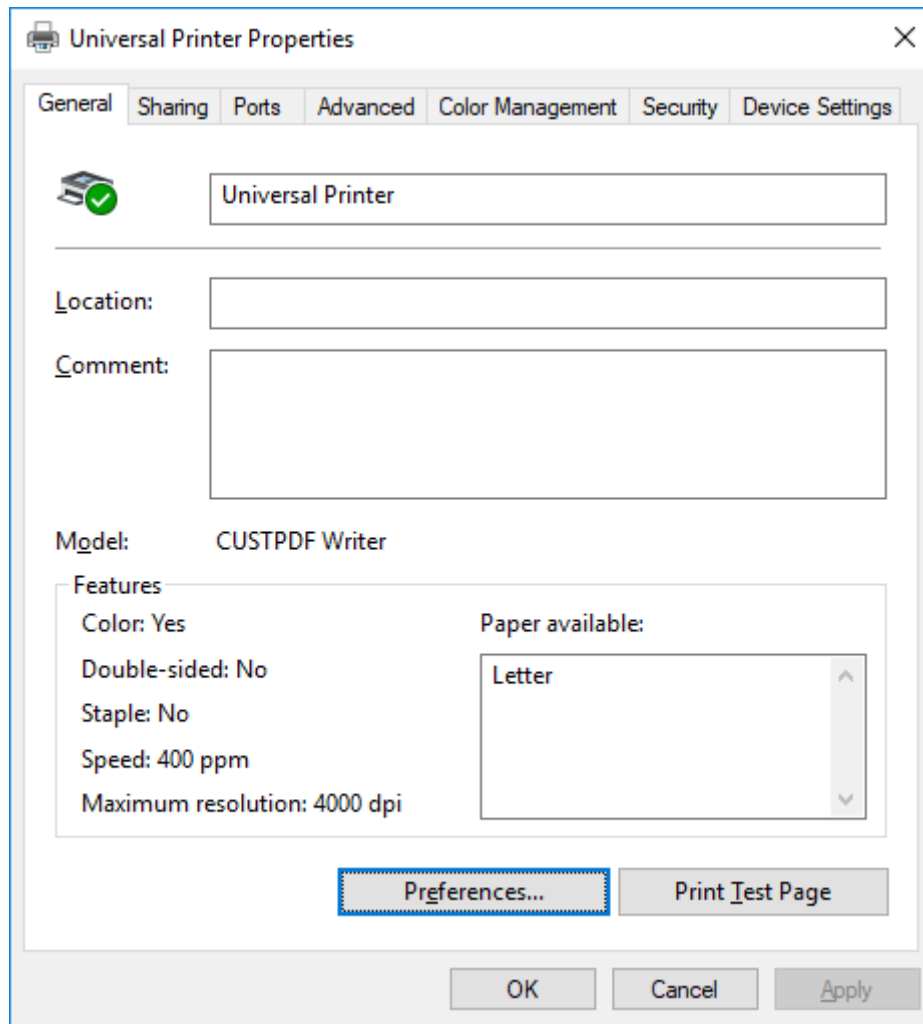 Universal Printer Properties
General Sharing Ports Advanced Color Management Security Device Settings
Universal Printer
Location:
Comment:
Model: CUSTPDF Writer
Features
Color: Yes Paper available:
Double-sided: No Letter
Staple: No
Speed: 400 ppm
Maximum resolution: 4000 dpi
Preferences... Print Test Page
OK Cancel Apply